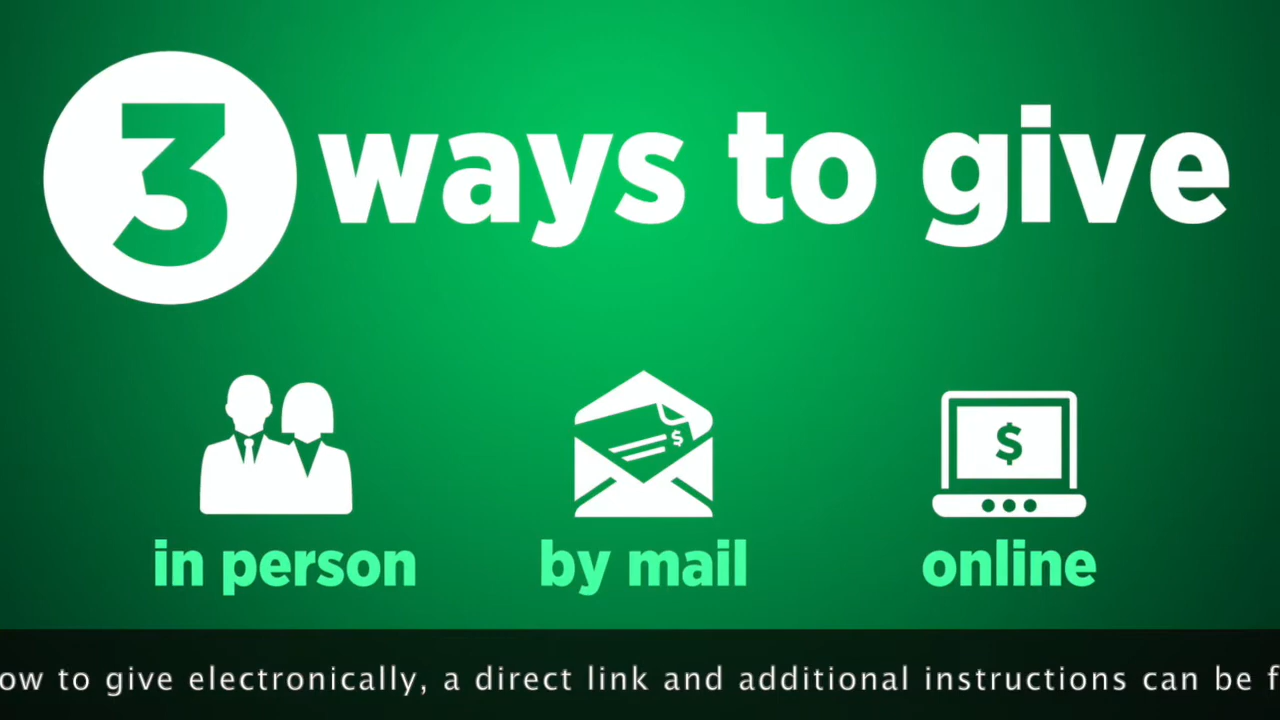 3 ways to give
$
$
in person
by mail
online
ow to give electronically, a direct link and additional instructions can be f